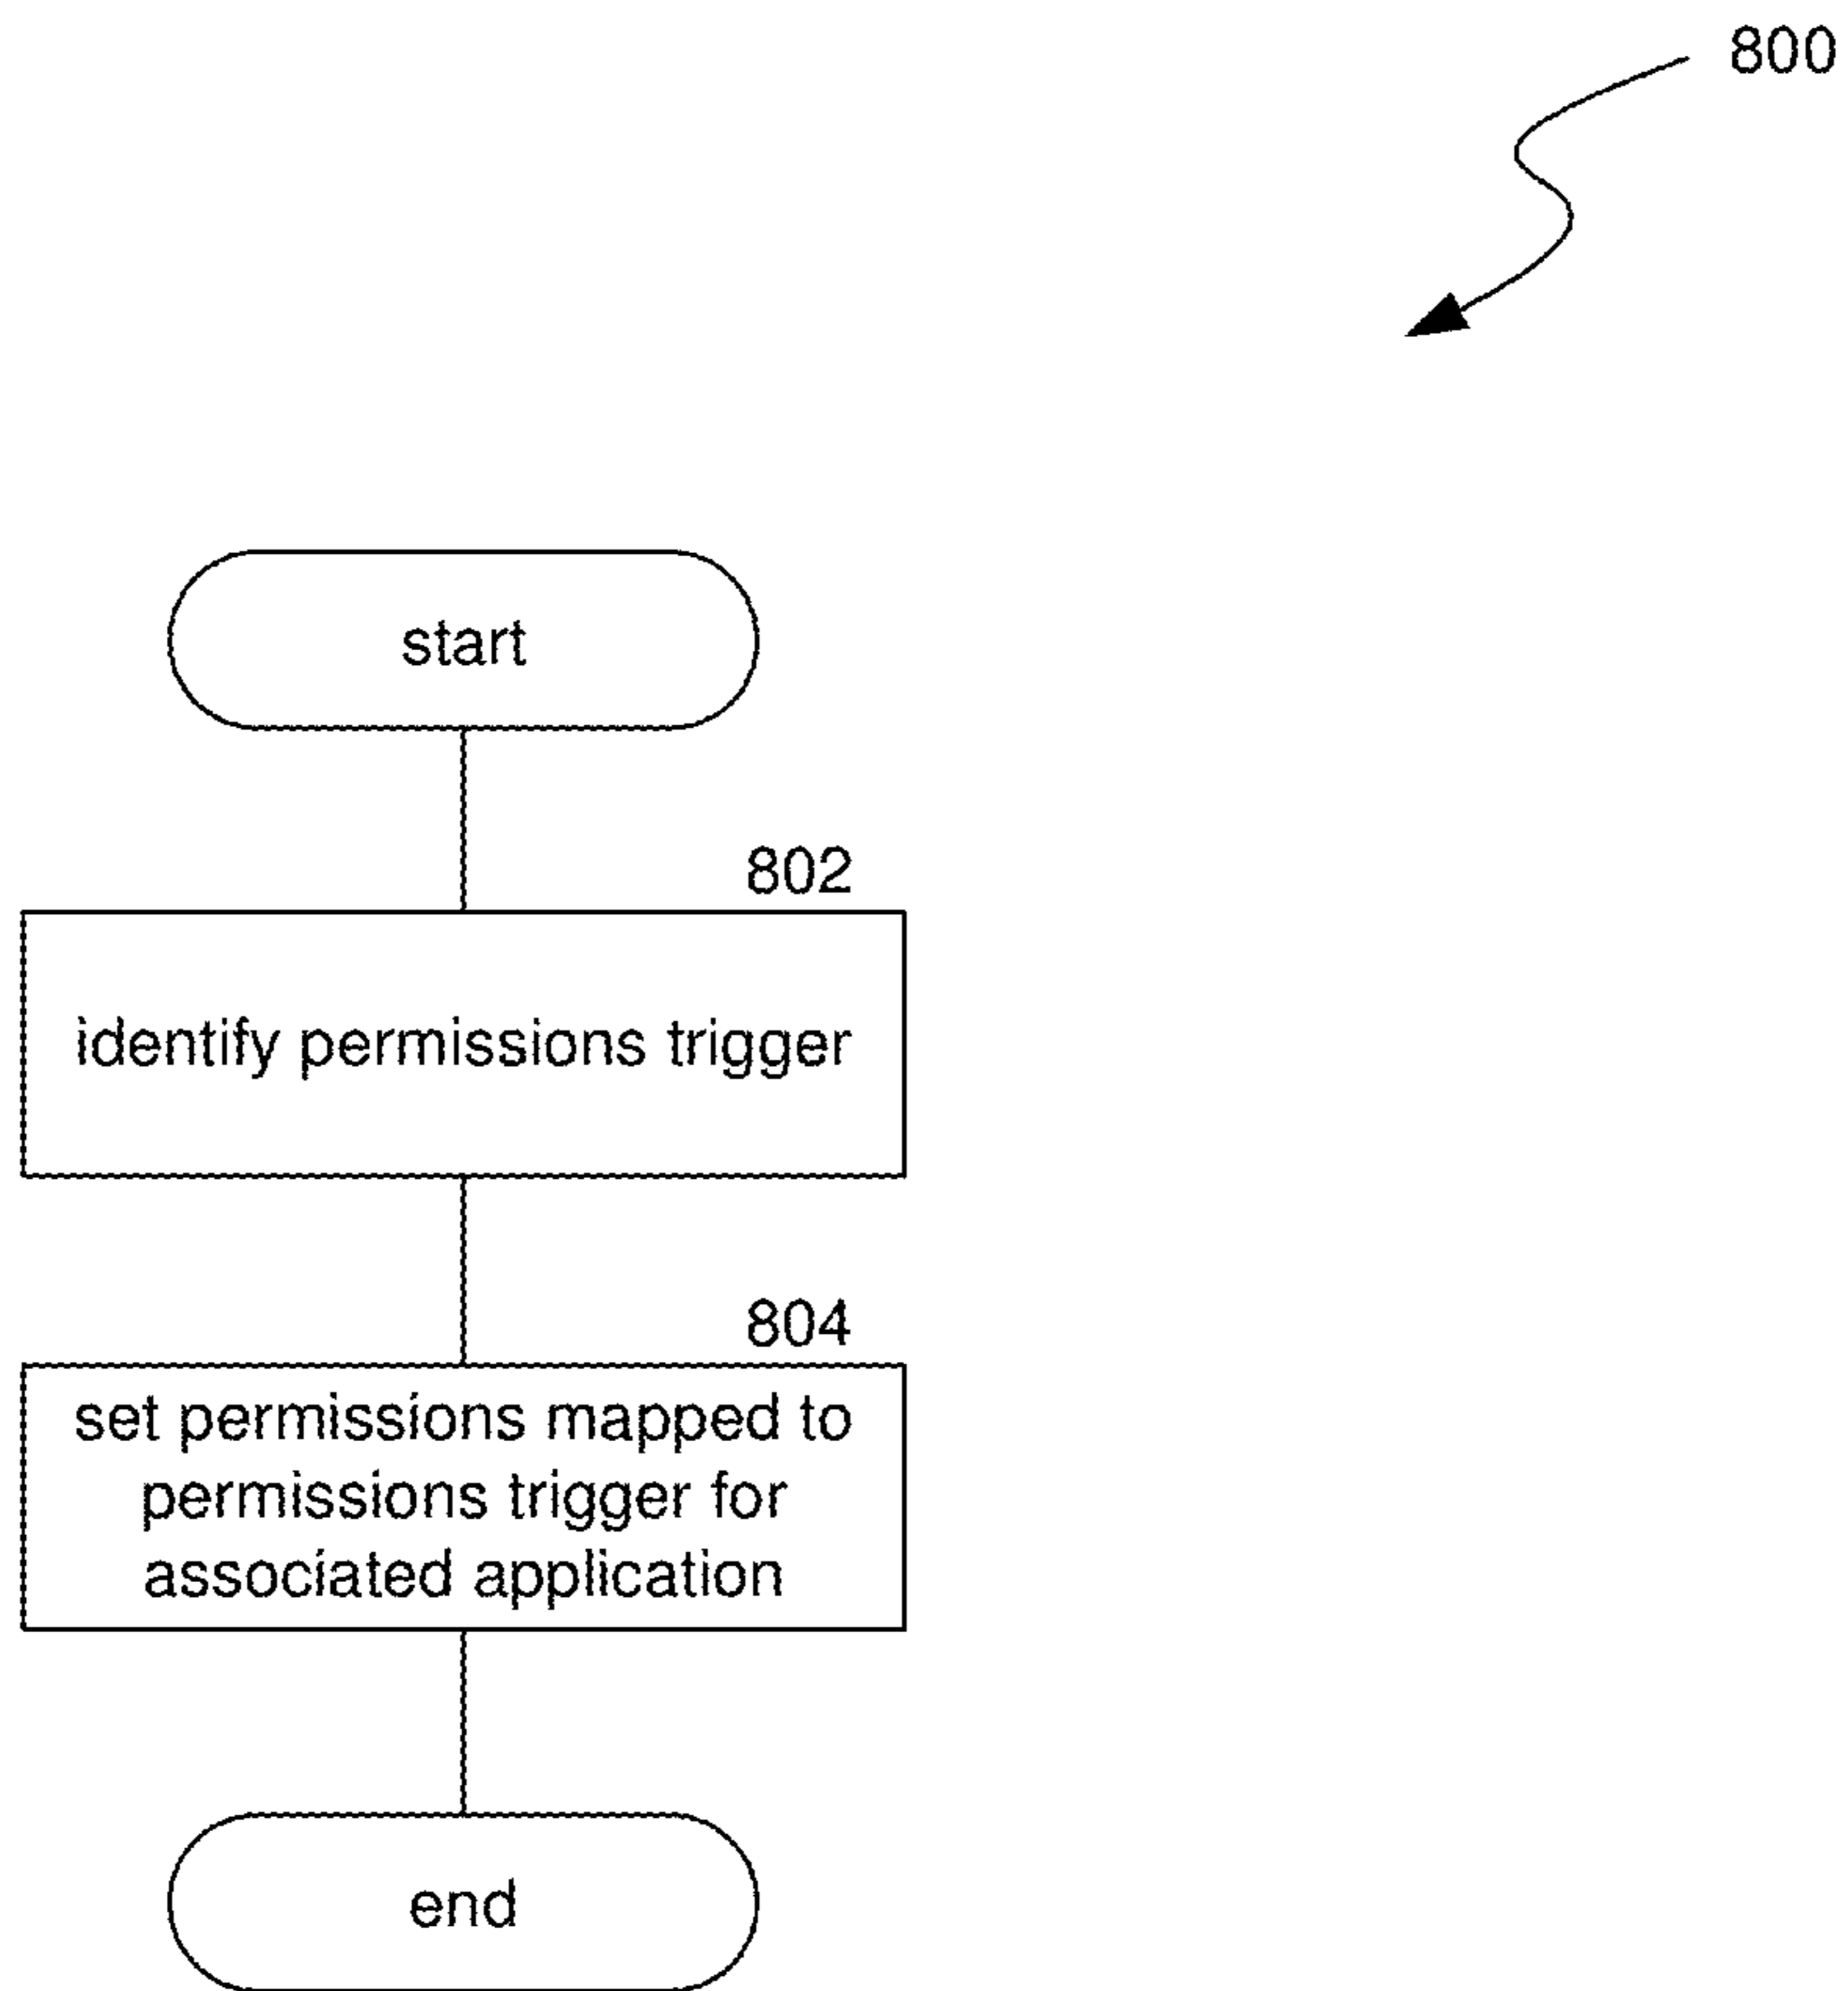 800
start
802
identify permissions trigger
804
set permissions mapped to
permissions trigger for
associated application
end